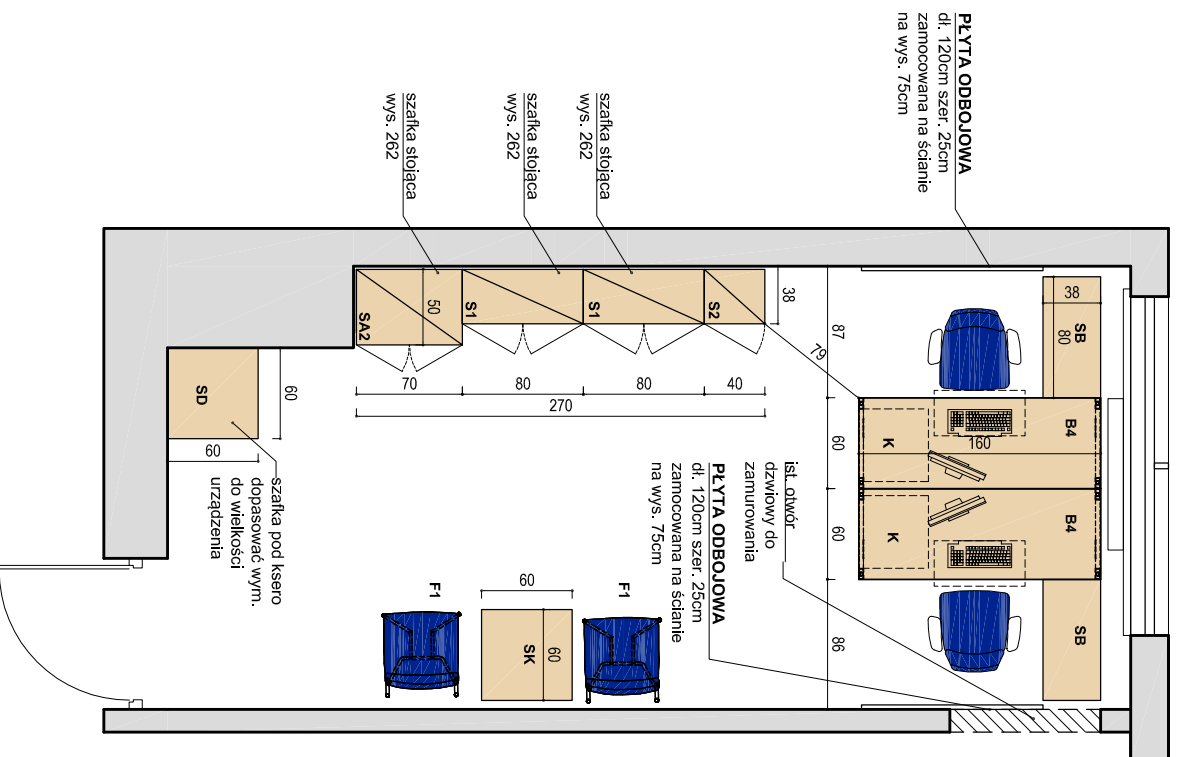 PŁYTA ODBOJOWA
dł. 120cm szer. 25cm
zamocowana na ścianie
na wys. 75cm
szafka stojąca
wys. 262
szafka stojąca
wys. 262
szafka stojąca
wys. 262
38
80
SB
87
79
38
S2
S1
S1
50
SA2
70
80
80
40
270
60
SD
60
szafka pod ksero
dopasować wym.
do wielkości
urządzenia
B4
160
K
60
B4
K
60
SB
86
ist. otwór
dzwiowy do
zamurowania
PŁYTA ODBOJOWA
dł. 120cm szer. 25cm
zamocowana na ścianie
na wys. 75cm
F1
60
60
SK
F1